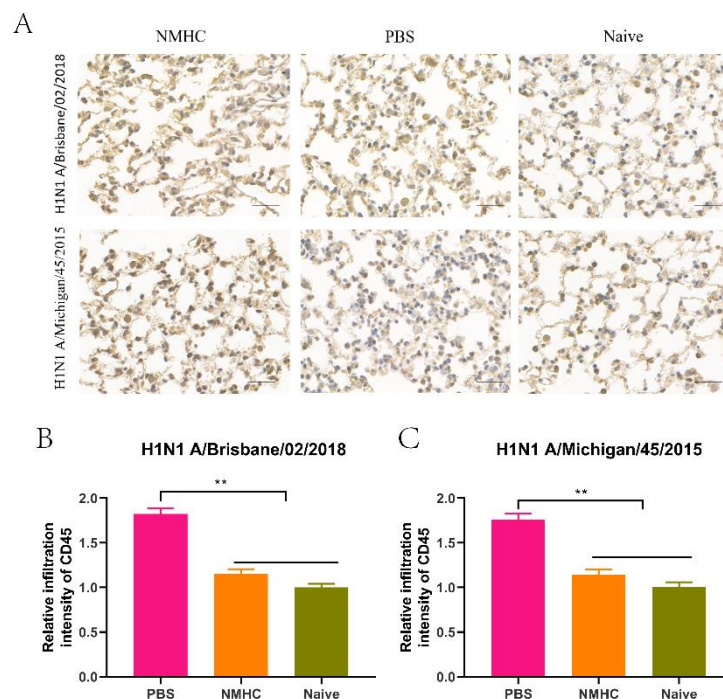 A
NMHC PBS Naive
H1N1 A/Brisbane/02/2018
H1N1 A/Michigan/45/2015
B
H1N1 A/Brisbane/02/2018
Relative infiltration
intensity of CD45
2.0
1.5
1.0
0.5
0.0
**
PBS NMHC Naive
C
H1N1 A/Michigan/45/2015
Relative infiltration
intensity of CD45
2.0
1.5
1.0
0.5
0.0
**
PBS NMHC Naive